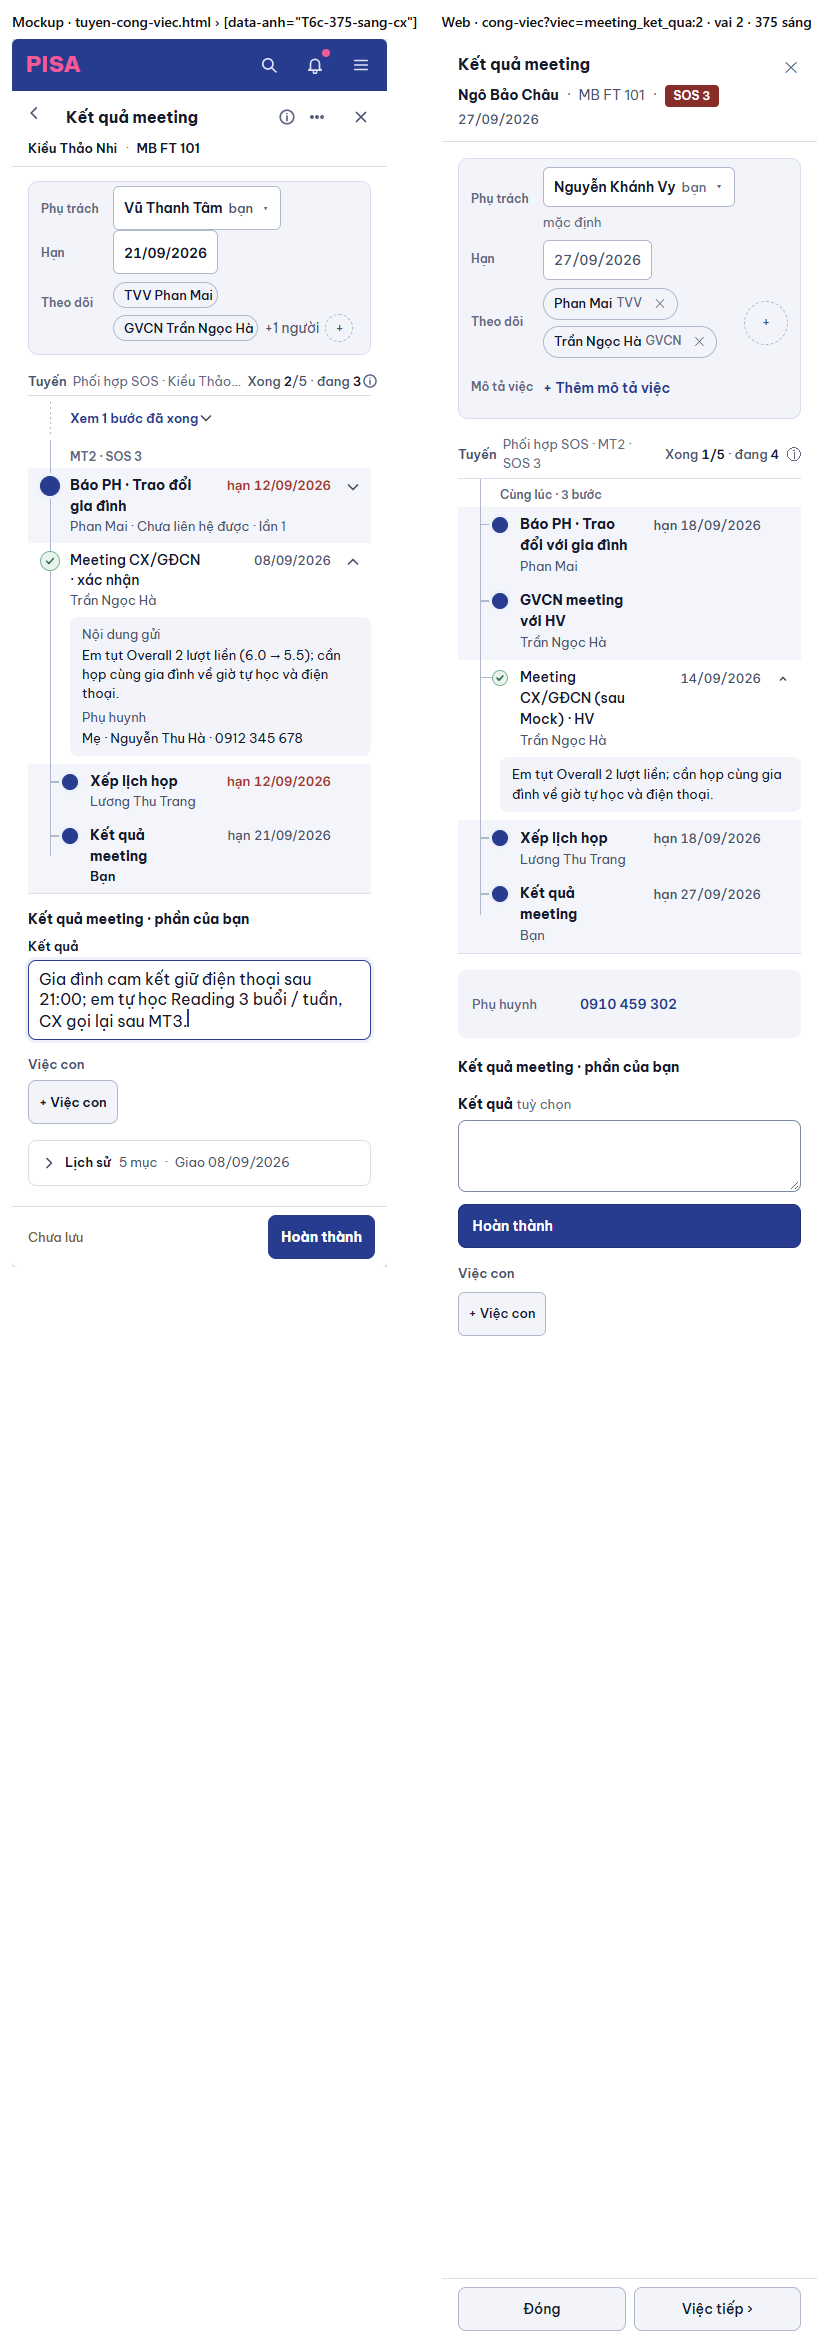 Mockup · tuyen-cong-viec.html › [data-anh="T6c-375-sang-cx"]
PISA
Kết quả meeting
Kiều Thảo Nhi · MB FT 101
Phụ trách
Vũ Thanh Tâm bạn
Hạn
21/09/2026
Theo dõi
TVV Phan Mai
GVCN Trần Ngọc Hà
+1 người
+
Tuyến Phối hợp SOS · Kiều Thảo... Xong 2/5 · đang 3
Xem 1 bước đã xong
MT2 · SOS 3
Báo PH · Trao đổi hạn 12/09/2026
gia đình
Phan Mai · Chưa liên hệ được · lần 1
Meeting CX/GĐCN 08/09/2026
· xác nhận
Trần Ngọc Hà
Nội dung gửi
Em tụt Overall 2 lượt liền (6.0 → 5.5); cần
họp cùng gia đình về giờ tự học và điện
thoại.
Phụ huynh
Mẹ · Nguyễn Thu Hà · 0912 345 678
Xếp lịch họp hạn 12/09/2026
Lương Thu Trang
Kết quả hạn 21/09/2026
meeting
Bạn
Kết quả meeting · phần của bạn
Kết quả
Gia đình cam kết giữ điện thoại sau
21:00; em tự học Reading 3 buổi / tuần,
CX gọi lại sau MT3.
Việc con
+ Việc con
Lịch sử 5 mục · Giao 08/09/2026
Chưa lưu
Hoàn thành
Web · cong-viec?viec=meeting_ket_qua:2 · vai 2 · 375 sáng
Kết quả meeting
Ngô Bảo Châu · MB FT 101 · SOS 3
27/09/2026
Phụ trách
Nguyễn Khánh Vy bạn
mặc định
Hạn
27/09/2026
Theo dõi
Phan Mai TVV
Trần Ngọc Hà GVCN
+
Mô tả việc + Thêm mô tả việc
Tuyến Phối hợp SOS · MT2 · Xong 1/5 · đang 4
SOS 3
Cùng lúc · 3 bước
Báo PH · Trao hạn 18/09/2026
đổi với gia đình
Phan Mai
GVCN meeting
với HV
Trần Ngọc Hà
Meeting 14/09/2026
CX/GĐCN (sau
Mock) · HV
Trần Ngọc Hà
Em tụt Overall 2 lượt liền; cần họp cùng gia
đình về giờ tự học và điện thoại.
Xếp lịch họp hạn 18/09/2026
Lương Thu Trang
Kết quả hạn 27/09/2026
meeting
Bạn
Phụ huynh 0910 459 302
Kết quả meeting · phần của bạn
Kết quả tuỳ chọn
Hoàn thành
Việc con
+ Việc con
Đóng
Việc tiếp ›